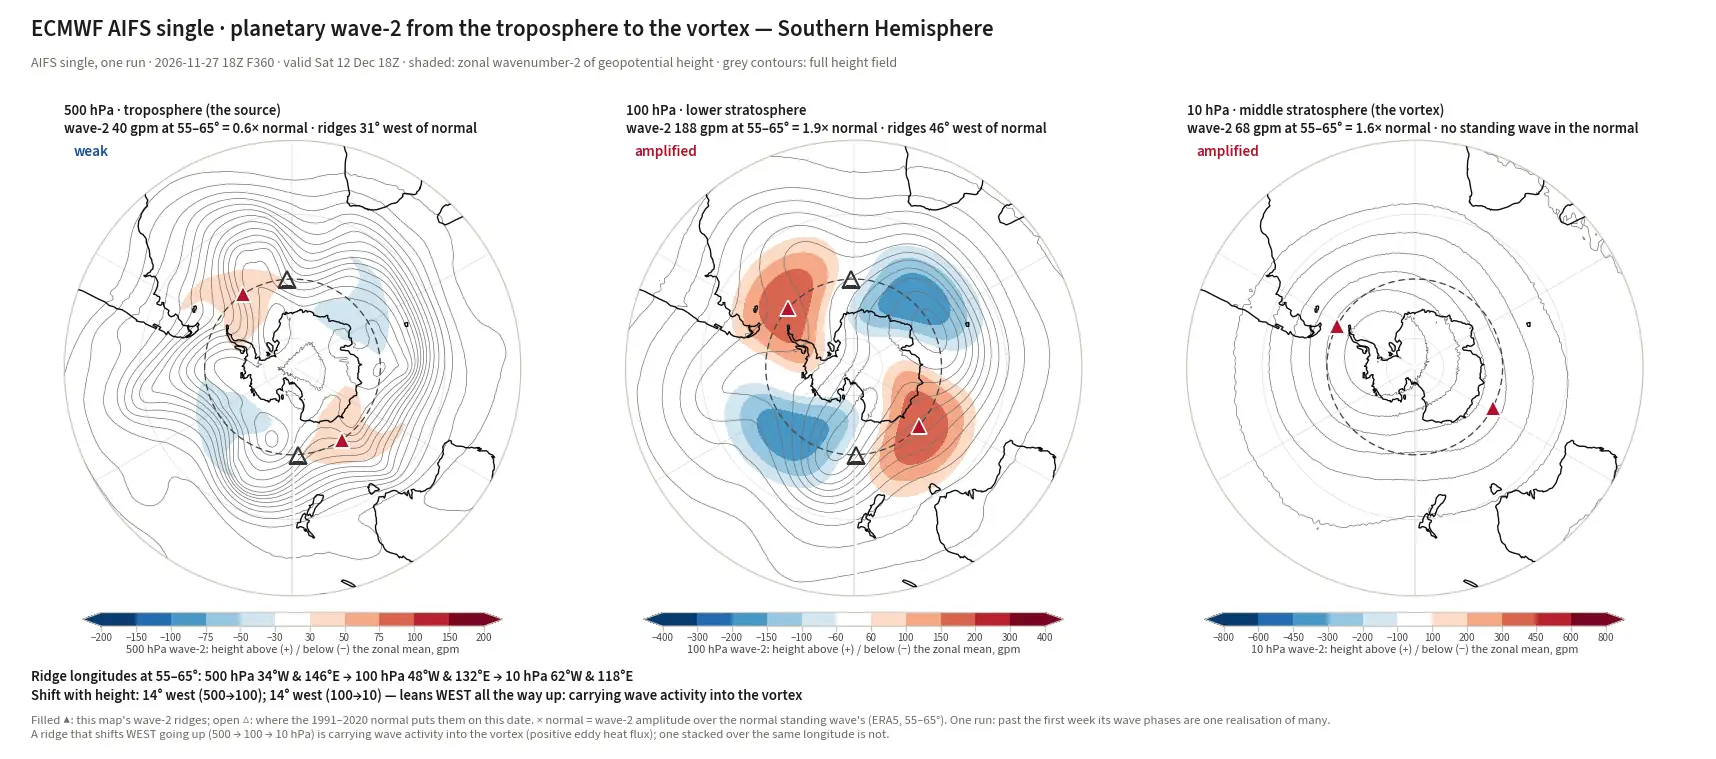 ECMWF AIFS single · planetary wave-2 from the troposphere to the vortex — Southern Hemisphere
AIFS single, one run · 2026-11-27 18Z F360 · valid Sat 12 Dec 18Z · shaded: zonal wavenumber-2 of geopotential height · grey contours: full height field
500 hPa · troposphere (the source)
wave-2 40 gpm at 55–65° = 0.6× normal · ridges 31° west of normal
weak
100 hPa · lower stratosphere
wave-2 188 gpm at 55–65° = 1.9× normal · ridges 46° west of normal
amplified
10 hPa · middle stratosphere (the vortex)
wave-2 68 gpm at 55–65° = 1.6× normal · no standing wave in the normal
amplified
−200 −150 −100 −75 −50 −30 30 50 75 100 150 200
500 hPa wave-2: height above (+) / below (−) the zonal mean, gpm
−400 −300 −200 −150 −100 −60 60 100 150 200 300 400
100 hPa wave-2: height above (+) / below (−) the zonal mean, gpm
−800 −600 −450 −300 −200 −100 100 200 300 450 600 800
10 hPa wave-2: height above (+) / below (−) the zonal mean, gpm
Ridge longitudes at 55–65°: 500 hPa 34°W & 146°E → 100 hPa 48°W & 132°E → 10 hPa 62°W & 118°E
Shift with height: 14° west (500→100); 14° west (100→10) — leans WEST all the way up: carrying wave activity into the vortex
Filled ▲: this map's wave-2 ridges; open △: where the 1991–2020 normal puts them on this date. × normal = wave-2 amplitude over the normal standing wave's (ERA5, 55–65°). One run: past the first week its wave phases are one realisation of many.
A ridge that shifts WEST going up (500 → 100 → 10 hPa) is carrying wave activity into the vortex (positive eddy heat flux); one stacked over the same longitude is not.